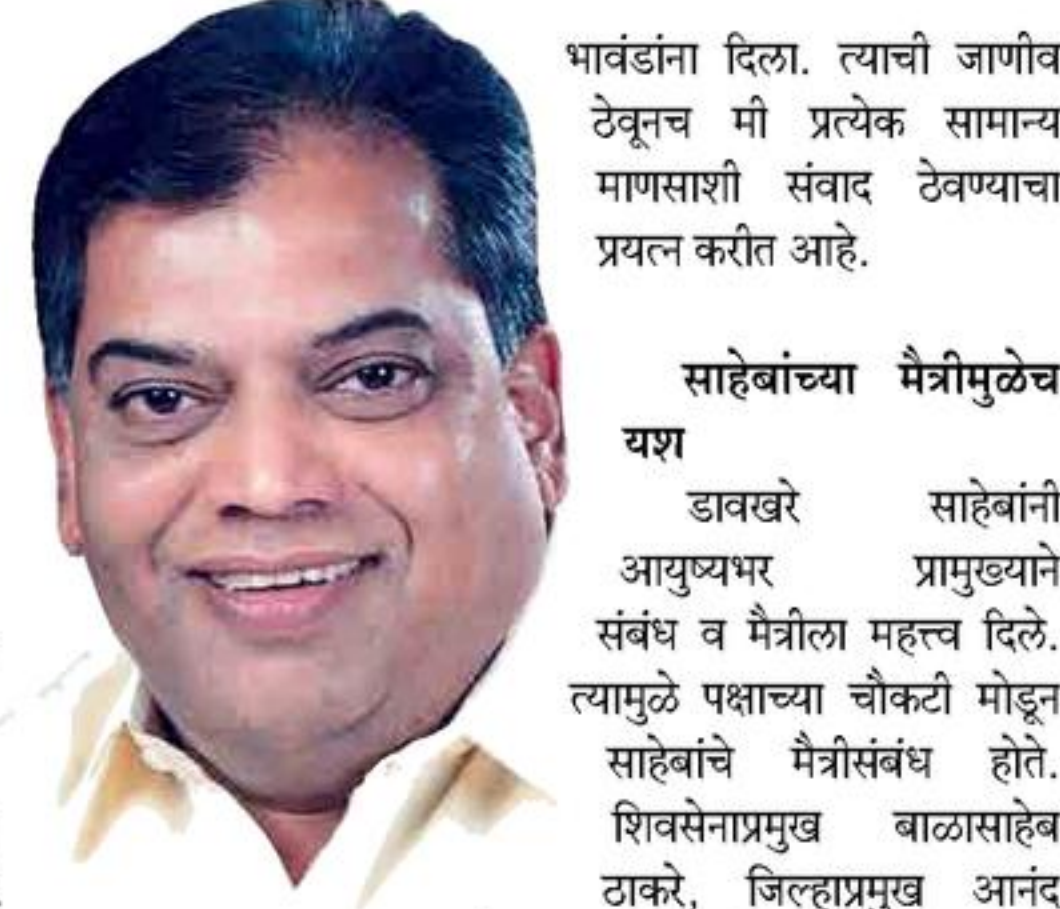 भावंडांना दिला. त्याची जाणीव
ठेवूनच मी प्रत्येक सामान्य
माणसाशी संवाद ठेवण्याचा
प्रयत्न करीत आहे.
साहेबांच्या मैत्रीमुळेच
यश
डावखरे साहेबांनी
आयुष्यभर प्रामुख्याने
संबंध व मैत्रीला महत्त्व दिले.
त्यामुळे पक्षाच्या चौकटी मोडून
साहेबांचे मैत्रीसंबंध होते.
शिवसेनाप्रमुख बाळासाहेब
ठाकरे, जिल्हाप्रमुख आनंद